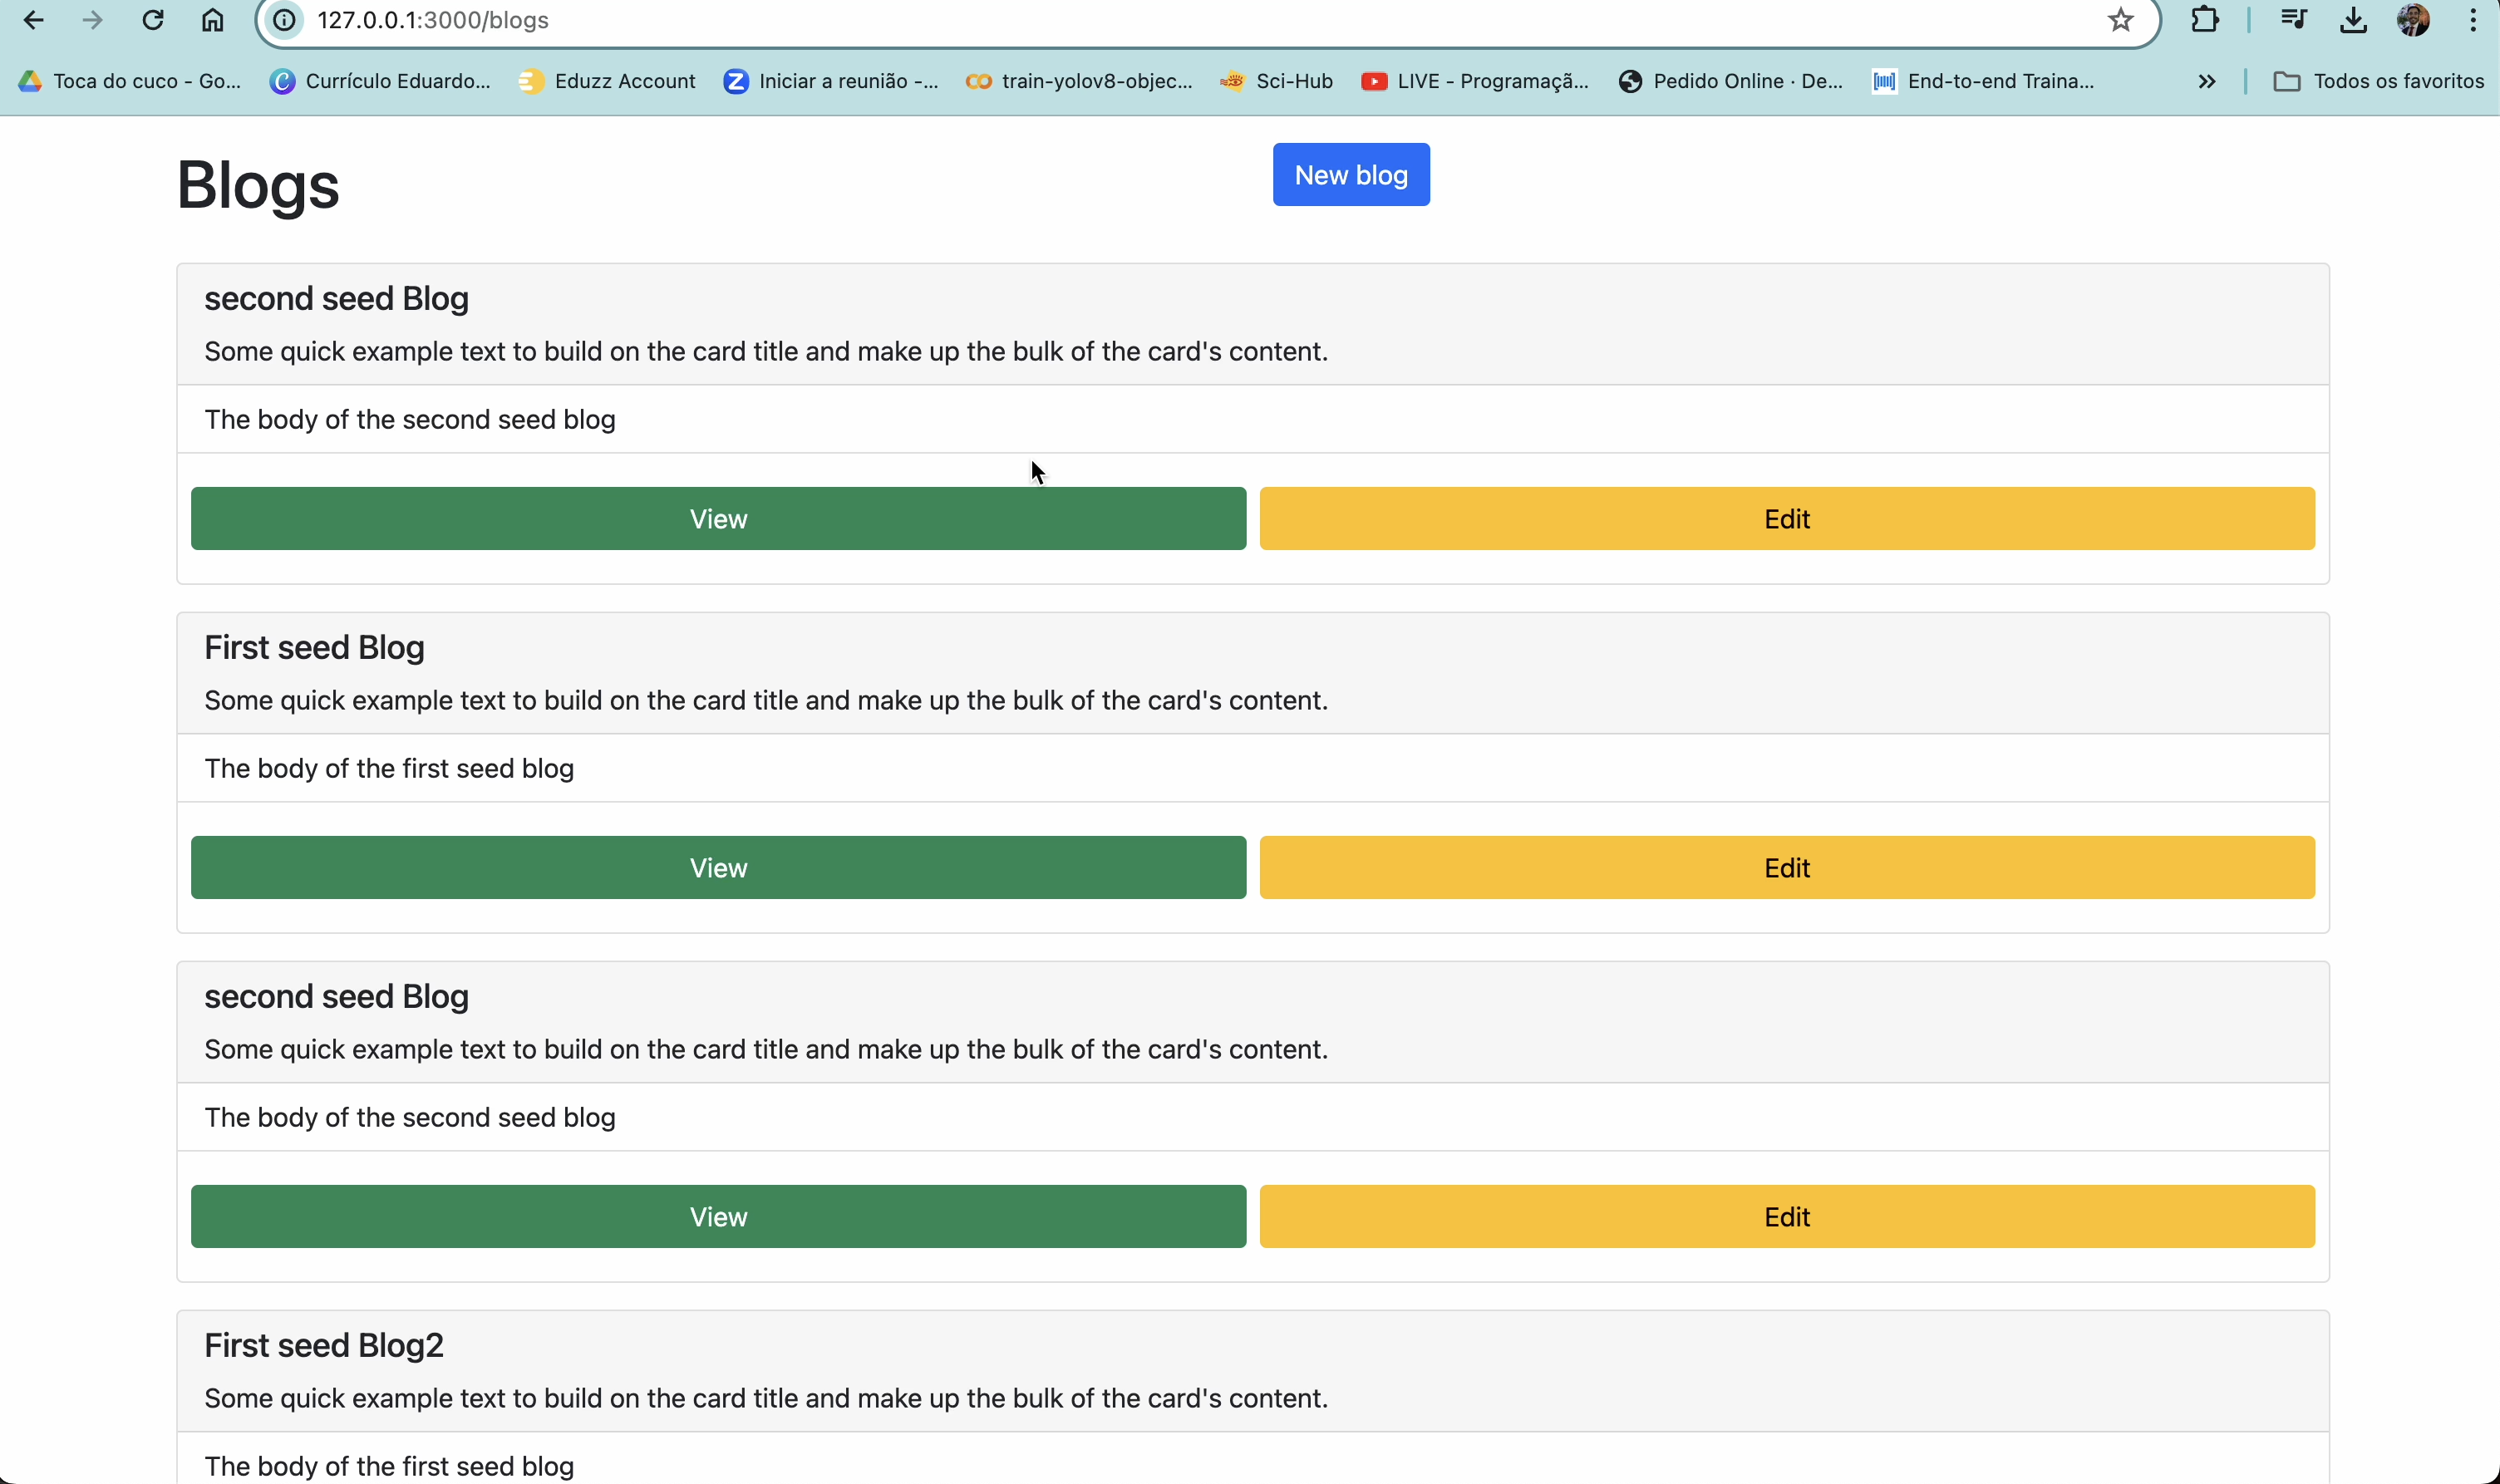 127.0.0.1:3000/blogs
Toca do cuco - Go... Currículo Eduardo... Eduzz Account Iniciar a reunião -... train-yolov8-objec... Sci-Hub LIVE - Programaçã... Pedido Online · De... End-to-end Traina... Todos os favoritos
Blogs New blog
second seed Blog
Some quick example text to build on the card title and make up the bulk of the card's content.
The body of the second seed blog
View Edit
First seed Blog
Some quick example text to build on the card title and make up the bulk of the card's content.
The body of the first seed blog
View Edit
second seed Blog
Some quick example text to build on the card title and make up the bulk of the card's content.
The body of the second seed blog
View Edit
First seed Blog2
Some quick example text to build on the card title and make up the bulk of the card's content.
The body of the first seed blog